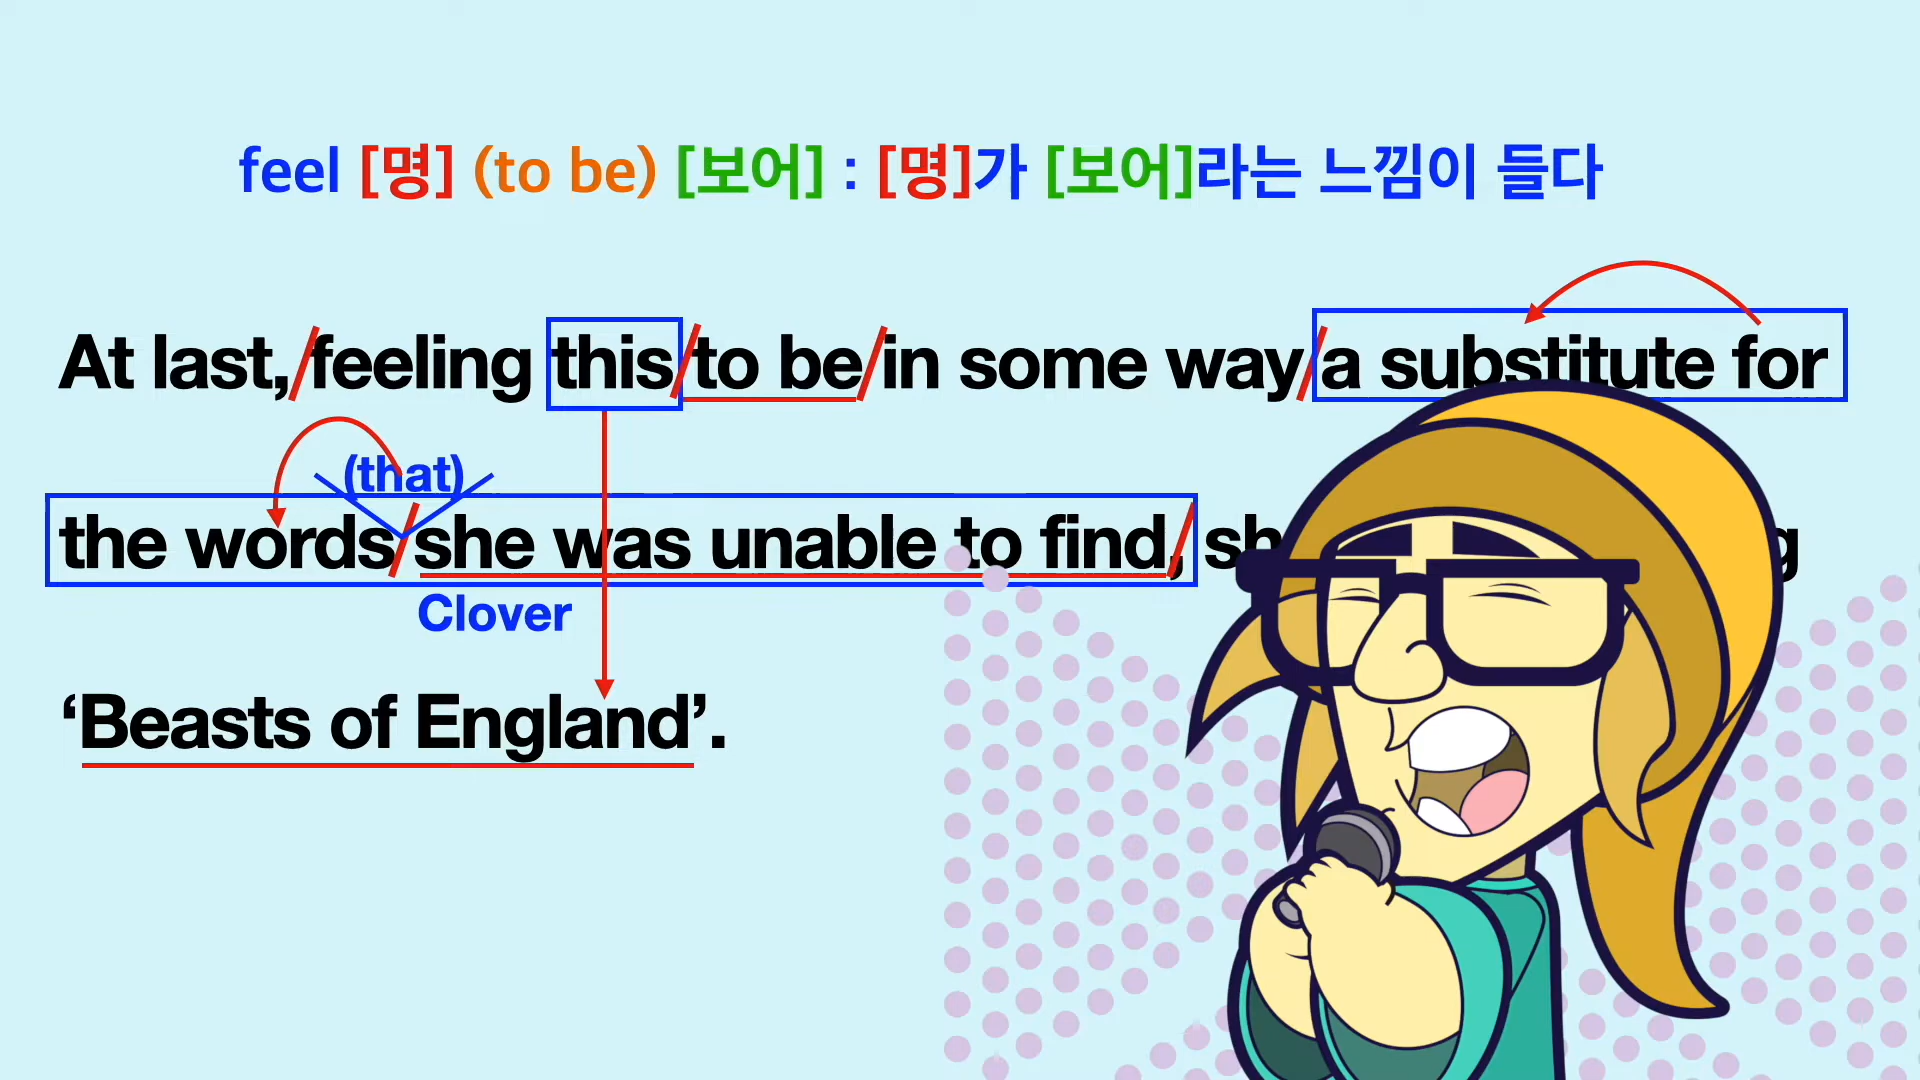 feel [명] (to be) [보어] : [명]가 [보어]라는 느낌이 들다
At last, feeling this to be in some way a substitute for
(that)
the words she was unable to find,
Clover
‘Beasts of England’.